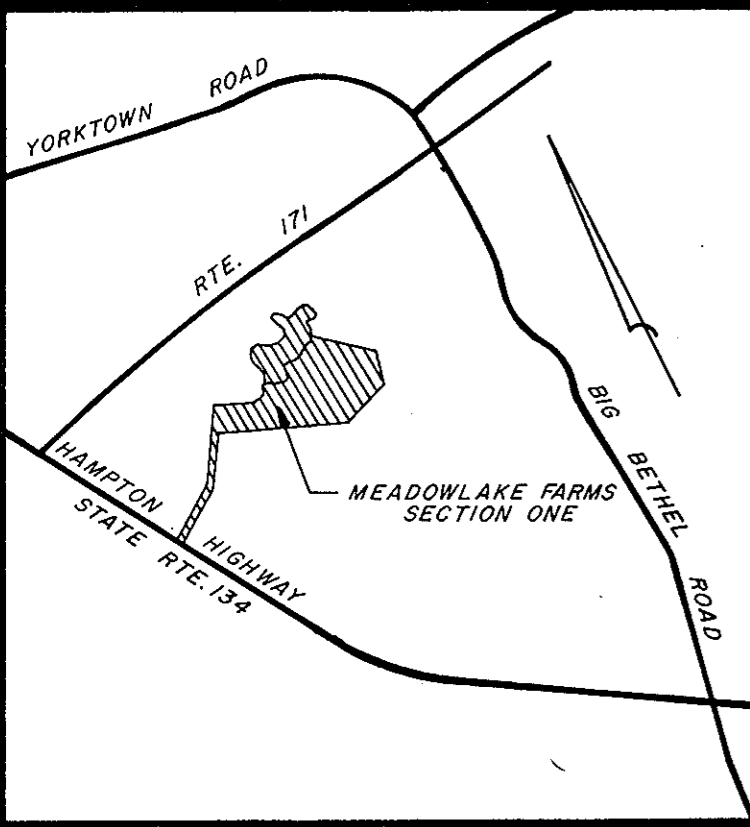 YORKTOWN ROAD
RTE. 171
BIG BETHEL ROAD
HAMPTON HIGHWAY
STATE RTE. 134
MEADOWLAKE FARMS
SECTION ONE